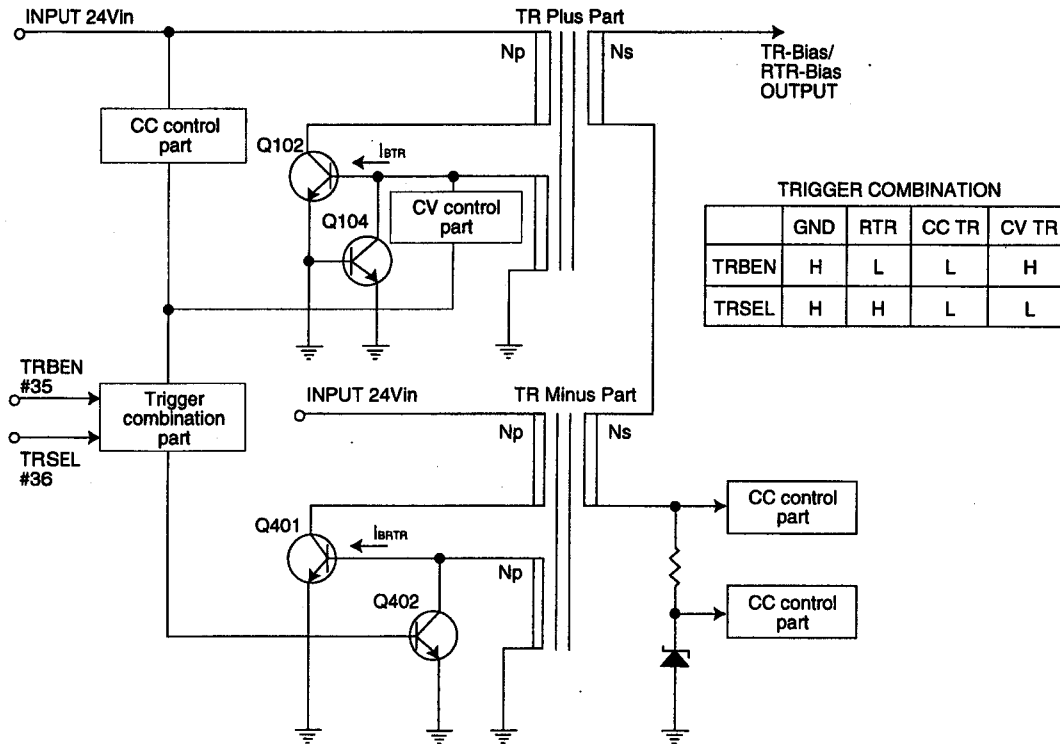 INPUT 24Vin
TR Plus Part
Np
Ns
TR-Bias/
RTR-Bias
OUTPUT
CC control
part
Q102
IBTR
CV control
part
Q104
TRIGGER COMBINATION
GND RTR CC TR CV TR
TRBEN H L L H
TRSEL H H L L
TRBEN
#35
Trigger
combination
part
TRSEL
#36
INPUT 24Vin
TR Minus Part
Np
Ns
CC control
part
Q401
IBRTR
Np
Q402
CC control
part